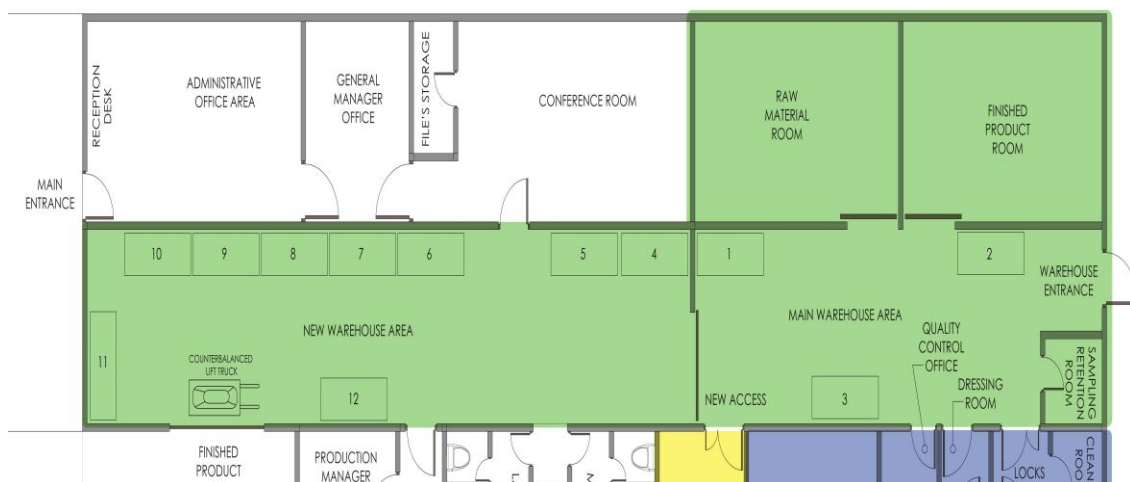 RECEPTION
DESK
ADMINISTRATIVE
OFFICE AREA
GENERAL
MANAGER
OFFICE
FILE'S STORAGE
CONFERENCE ROOM
RAW
MATERIAL
ROOM
FINISHED
PRODUCT
ROOM
MAIN
ENTRANCE
10
9
8
7
6
5
4
1
2
WAREHOUSE
ENTRANCE
NEW WAREHOUSE AREA
MAIN WAREHOUSE AREA
QUALITY
CONTROL
OFFICE
11
COUNTERBALANCED
LIFT TRUCK
12
NEW ACCESS
3
DRESSING
ROOM
SAMPLING
RETENTION
ROOM
FINISHED
PRODUCT
PRODUCTION
MANAGER
L
M
LOCKS
CLEAN
ROO